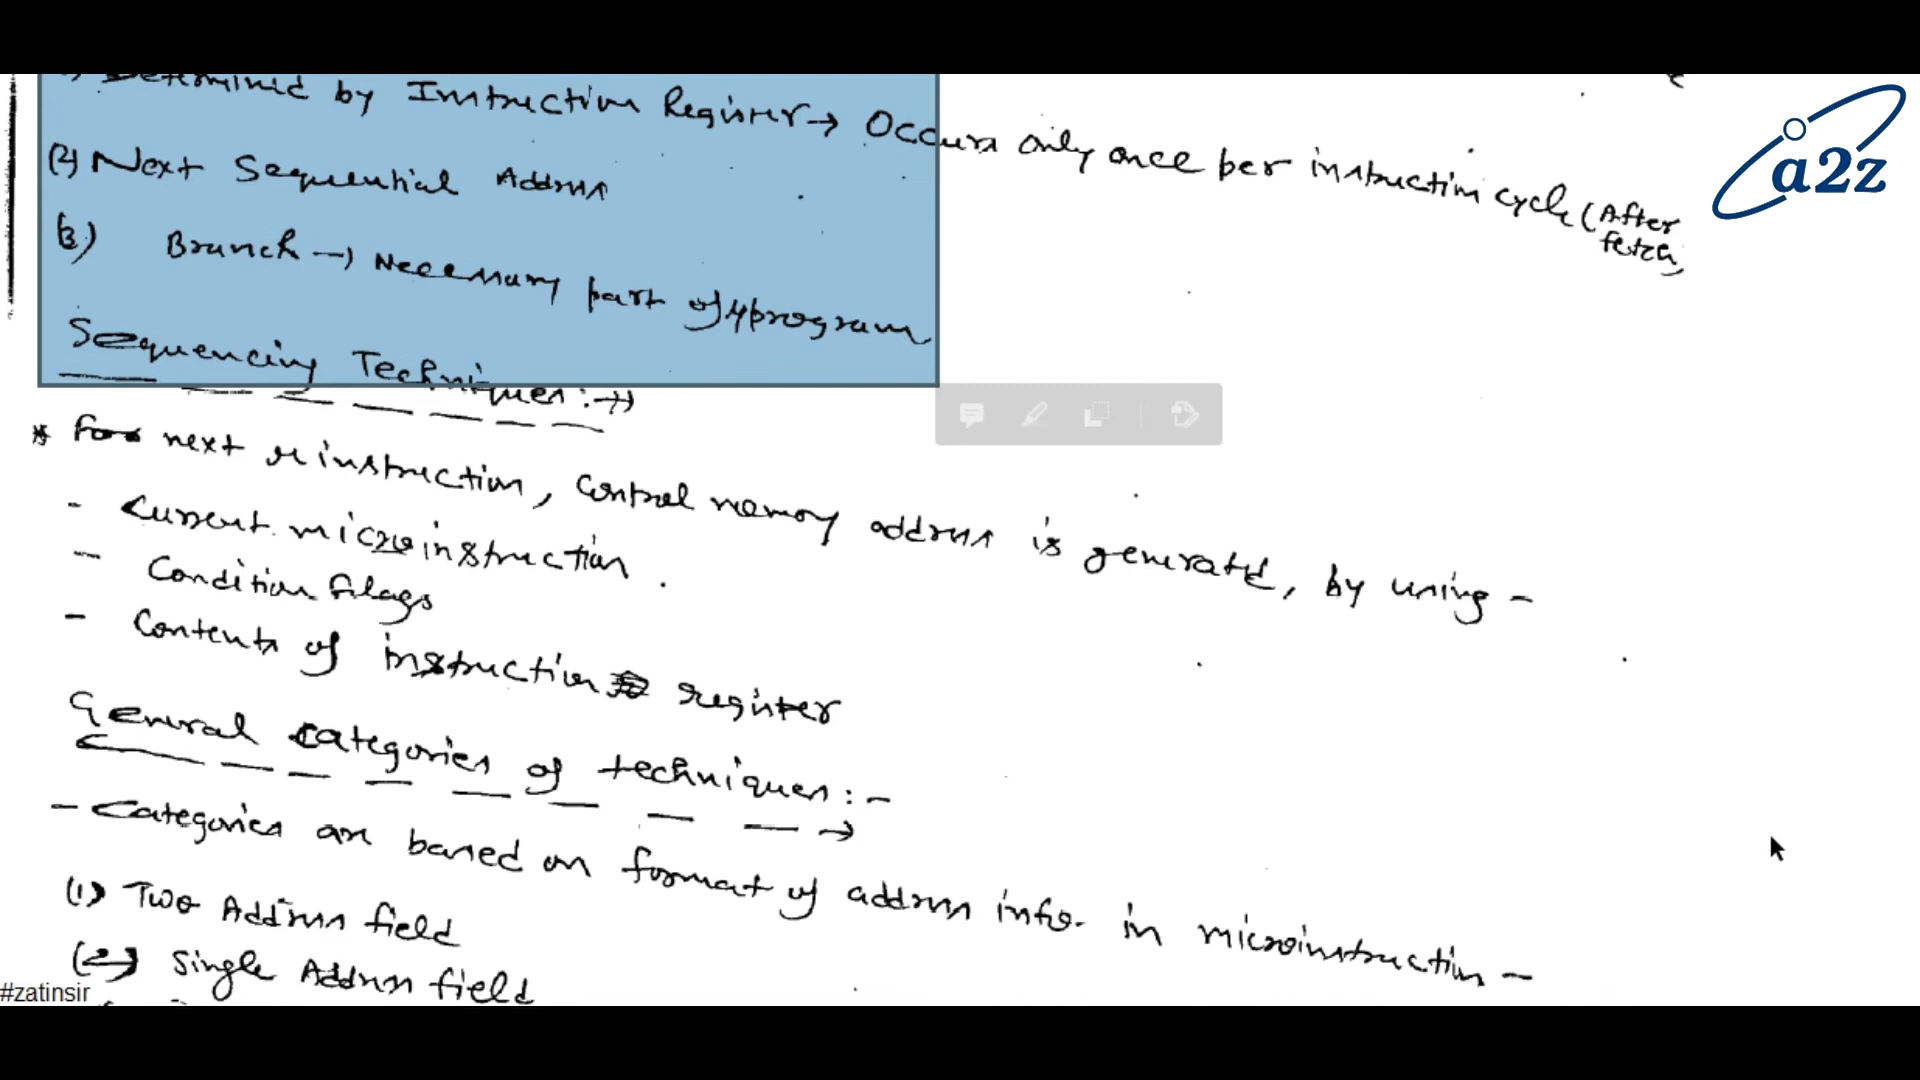 Determined by Instruction Register → Occurs only once per instruction cycle (After fetch)
(2) Next Sequential Address
(3) Branch → Necessary part of μprogram
Sequencing Techniques :→
* For next μinstruction, Control memory address is generated, by using -
- Current microinstruction.
- Condition flags
- Contents of instruction register
General Categories of techniques :-
- Categories are based on format of address info. in microinstruction -
(1) Two Address field
(2) Single Address field
#zatinsir
a2z